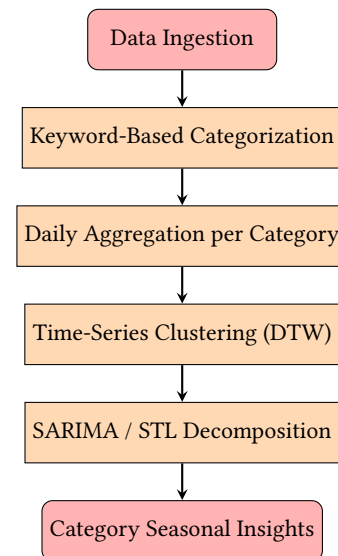 Data Ingestion
Keyword-Based Categorization
Daily Aggregation per Category
Time-Series Clustering (DTW)
SARIMA / STL Decomposition
Category Seasonal Insights